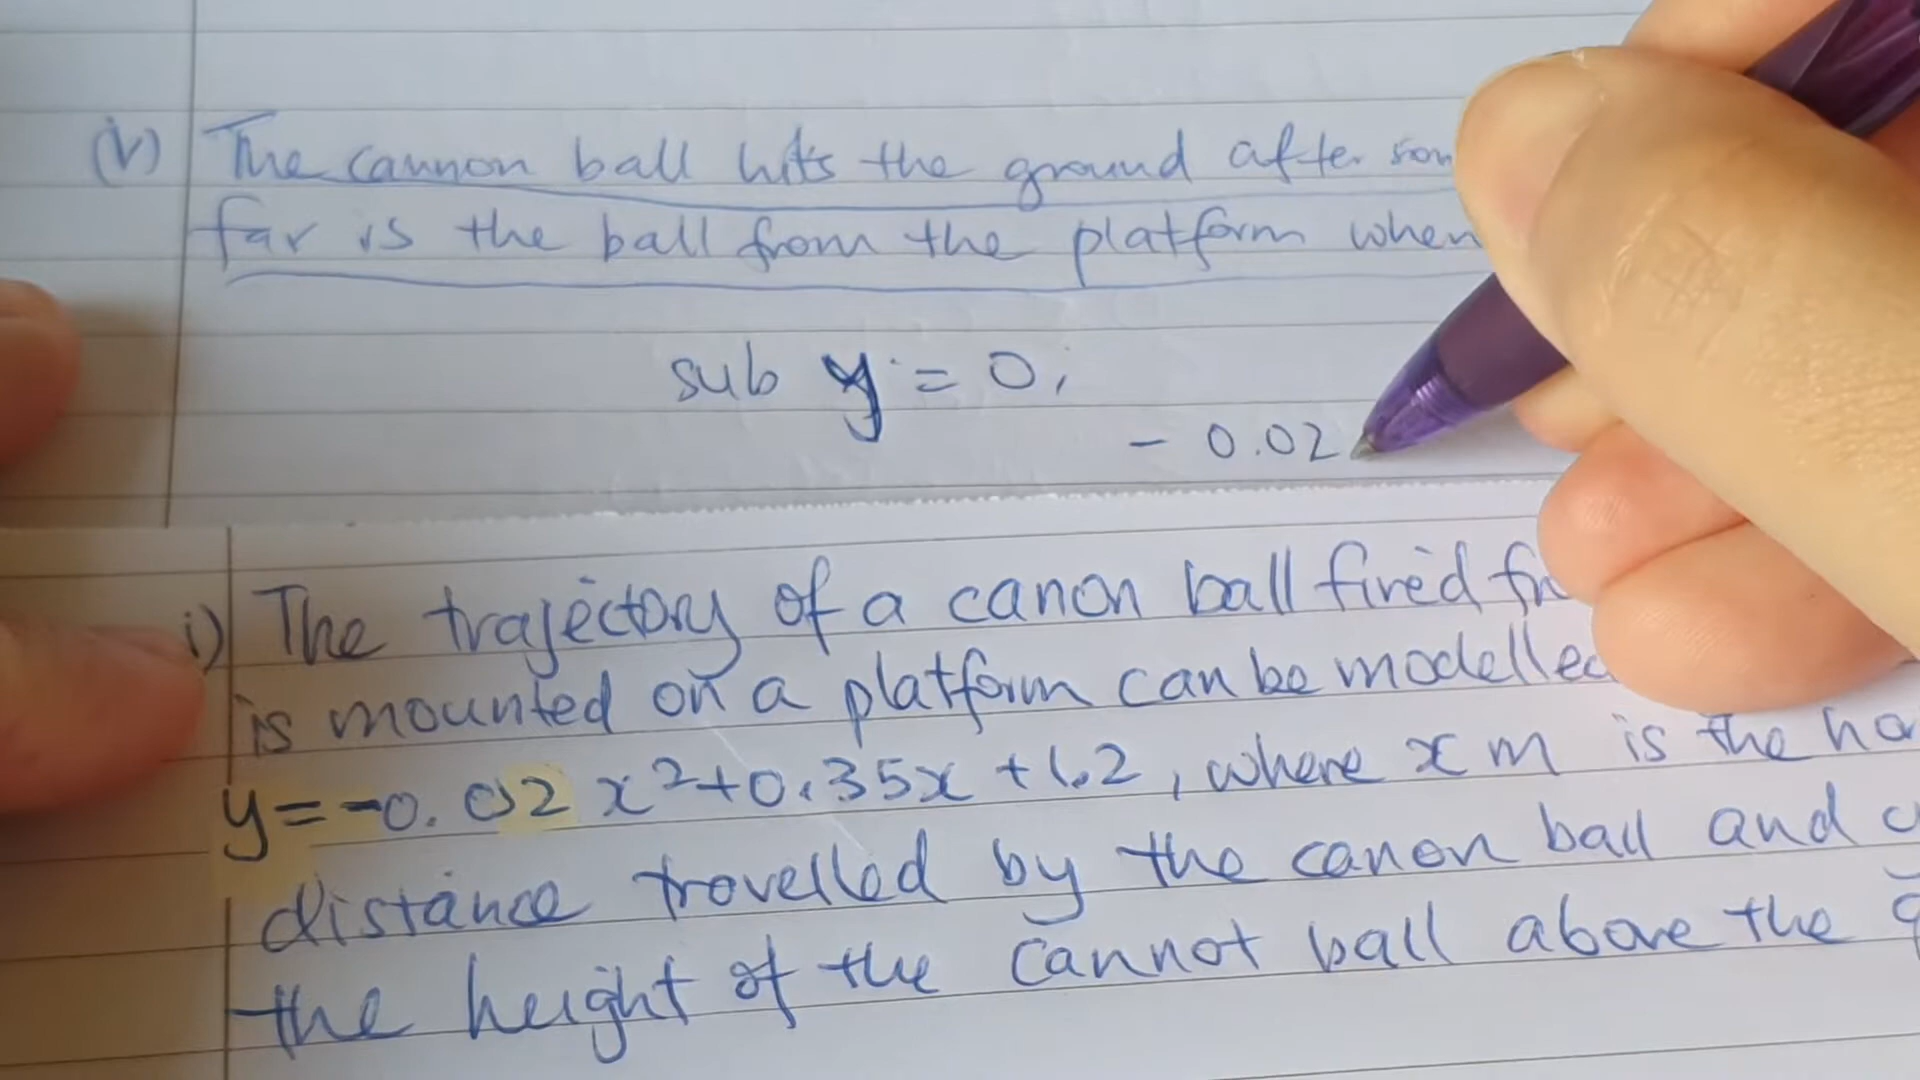 (v) The cannon ball hits the ground after
far is the ball from the platform when
sub y = 0,
- 0.02
i) The trajectory of a canon ball fired
is mounted on a platform can be modelled
y = -0.02x²+0.35x +1.2, where x m is the
distance travelled by the canon ball and
the height of the cannot ball above the